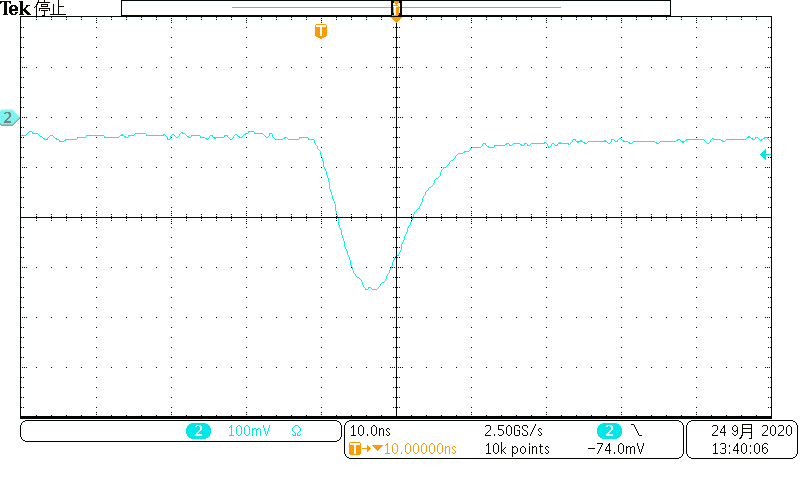 Tek 停止
T
T
2
2 100mV Ω
10.0ns 2.50GS/s 2
T→▼10.00000ns 10k points −74.0mV
24 9月 2020
13:40:06